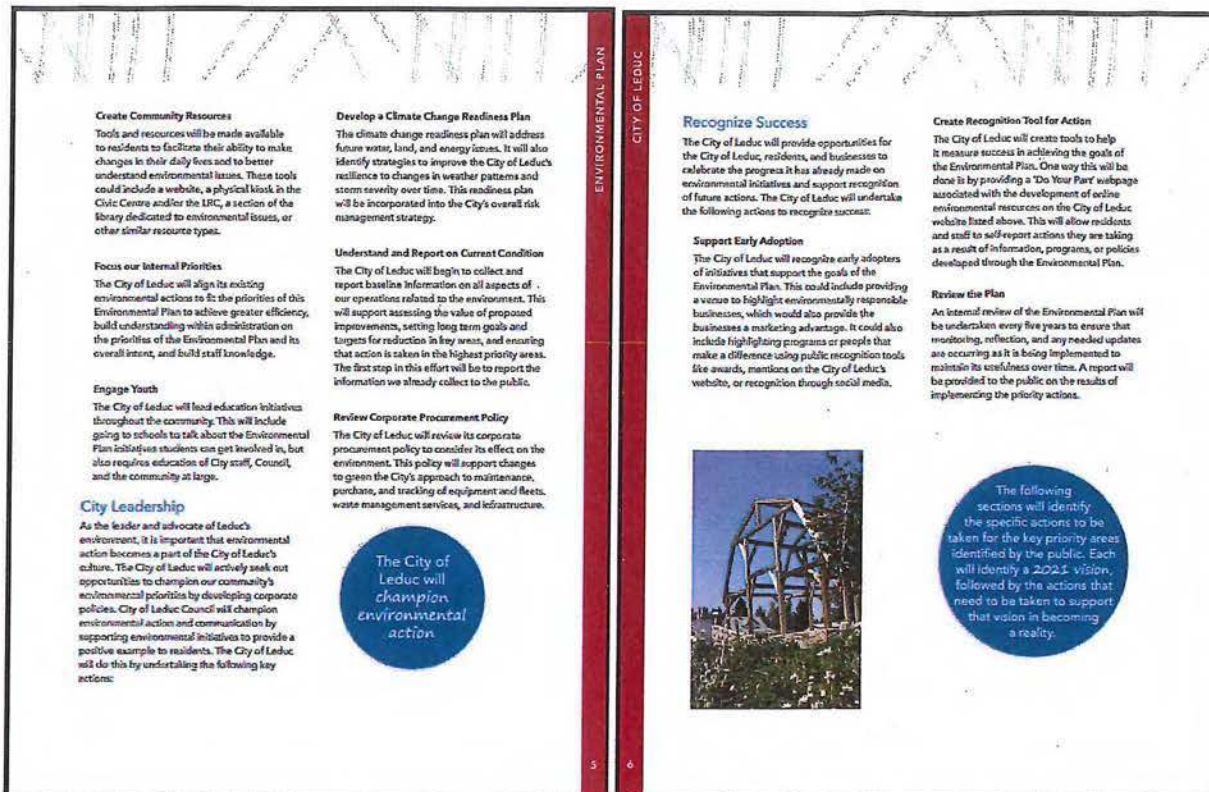 Create Community Resources
Tools and resources will be made available
to residents to facilitate their ability to make
changes in their daily lives and to better
understand environmental issues. These tools
could include a website, a physical kiosk in the
Civic Centre and/or the LRC, a section of the
library dedicated to environmental issues, or
other similar resource types.
Focus our Internal Priorities
The City of Leduc will align its existing
environmental actions to fit the priorities of this
Environmental Plan to achieve greater efficiency,
build understanding within administration on
the priorities of the Environmental Plan and its
overall intent, and build staff knowledge.
Engage Youth
The City of Leduc will lead education initiatives
throughout the community. This will include
going to schools to talk about the Environmental
Plan initiatives students can get involved in, but
also requires education of City staff, Council,
and the community at large.
City Leadership
As the leader and advocate of Leduc's
environment, it is important that environmental
action becomes a part of the City of Leduc's
culture. The City of Leduc will actively seek out
opportunities to champion our community's
environmental priorities by developing corporate
policies. City of Leduc Council will champion
environmental action and communication by
supporting environmental initiatives to provide a
positive example to residents. The City of Leduc
will do this by undertaking the following key
actions:
Develop a Climate Change Readiness Plan
The climate change readiness plan will address
future water, land, and energy issues. It will also
identify strategies to improve the City of Leduc's
resilience to changes in weather patterns and
storm severity over time. This readiness plan
will be incorporated into the City's overall risk
management strategy.
Understand and Report on Current Condition
The City of Leduc will begin to collect and
report baseline information on all aspects of
our operations related to the environment. This
will support assessing the value of proposed
improvements, setting long term goals and
targets for reduction in key areas, and ensuring
that action is taken in the highest priority areas.
The first step in this effort will be to report the
information we already collect to the public.
Review Corporate Procurement Policy
The City of Leduc will review its corporate
procurement policy to consider its effect on the
environment. This policy will support changes
to green the City's approach to maintenance,
purchase, and tracking of equipment and fleets,
waste management services, and infrastructure.
The City of
Leduc will
champion
environmental
action
ENVIRONMENTAL PLAN
5
CITY OF LEDUC
6
Recognize Success
The City of Leduc will provide opportunities for
the City of Leduc, residents, and businesses to
celebrate the progress it has already made on
environmental initiatives and support recognition
of future actions. The City of Leduc will undertake
the following actions to recognize success:
Support Early Adoption
The City of Leduc will recognize early adopters
of initiatives that support the goals of the
Environmental Plan. This could include providing
a venue to highlight environmentally responsible
businesses, which would also provide the
businesses a marketing advantage. It could also
include highlighting programs or people that
make a difference using public recognition tools
like awards, mentions on the City of Leduc's
website, or recognition through social media.
Create Recognition Tool for Action
The City of Leduc will create tools to help
it measure success in achieving the goals of
the Environmental Plan. One way this will be
done is by providing a 'Do Your Part' webpage
associated with the development of online
environmental resources on the City of Leduc
website listed above. This will allow residents
and staff to self-report actions they are taking
as a result of information, programs, or policies
developed through the Environmental Plan.
Review the Plan
An internal review of the Environmental Plan will
be undertaken every five years to ensure that
monitoring, reflection, and any needed updates
are occurring as it is being implemented to
maintain its usefulness over time. A report will
be provided to the public on the results of
implementing the priority actions.
The following
sections will identify
the specific actions to be
taken for the key priority areas
identified by the public. Each
will identify a 2021 vision,
followed by the actions that
need to be taken to support
that vision in becoming
a reality.